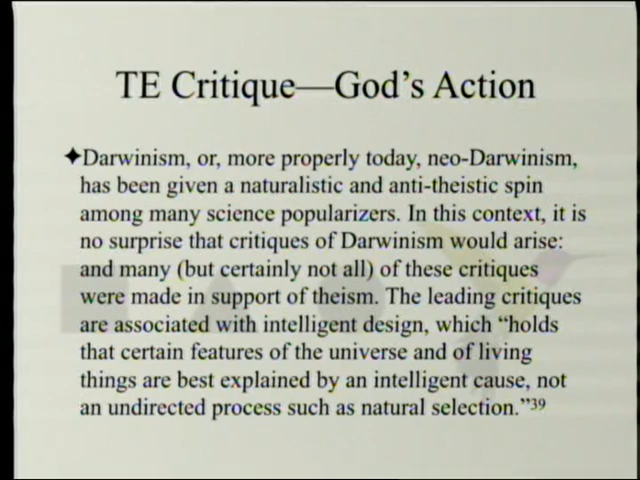 TE Critique—God's Action
✦Darwinism, or, more properly today, neo-Darwinism,
has been given a naturalistic and anti-theistic spin
among many science popularizers. In this context, it is
no surprise that critiques of Darwinism would arise:
and many (but certainly not all) of these critiques
were made in support of theism. The leading critiques
are associated with intelligent design, which “holds
that certain features of the universe and of living
things are best explained by an intelligent cause, not
an undirected process such as natural selection.”39